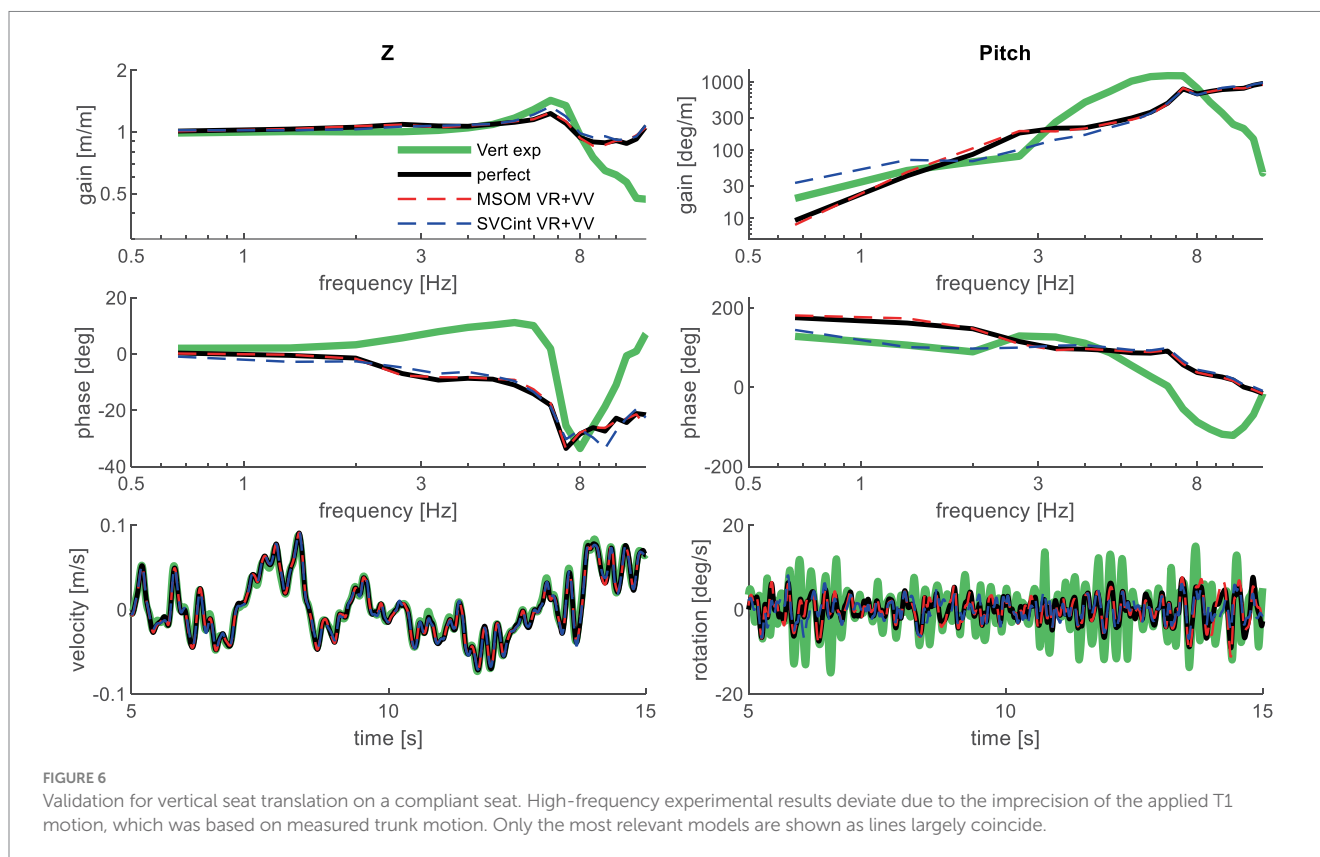 Z
gain [m/m]
2
1
0.5
Vert exp
perfect
MSOM VR+VV
SVCint VR+VV
0.5 1 3 8
frequency [Hz]
Pitch
gain [deg/m]
1000
300
100
30
10
0.5 1 3 8
frequency [Hz]
phase [deg]
20
0
-20
-40
0.5 1 3 8
frequency [Hz]
phase [deg]
200
0
-200
0.5 1 3 8
frequency [Hz]
velocity [m/s]
0.1
0
-0.1
5 10 15
time [s]
rotation [deg/s]
20
0
-20
5 10 15
time [s]
FIGURE 6
Validation for vertical seat translation on a compliant seat. High-frequency experimental results deviate due to the imprecision of the applied T1
motion, which was based on measured trunk motion. Only the most relevant models are shown as lines largely coincide.